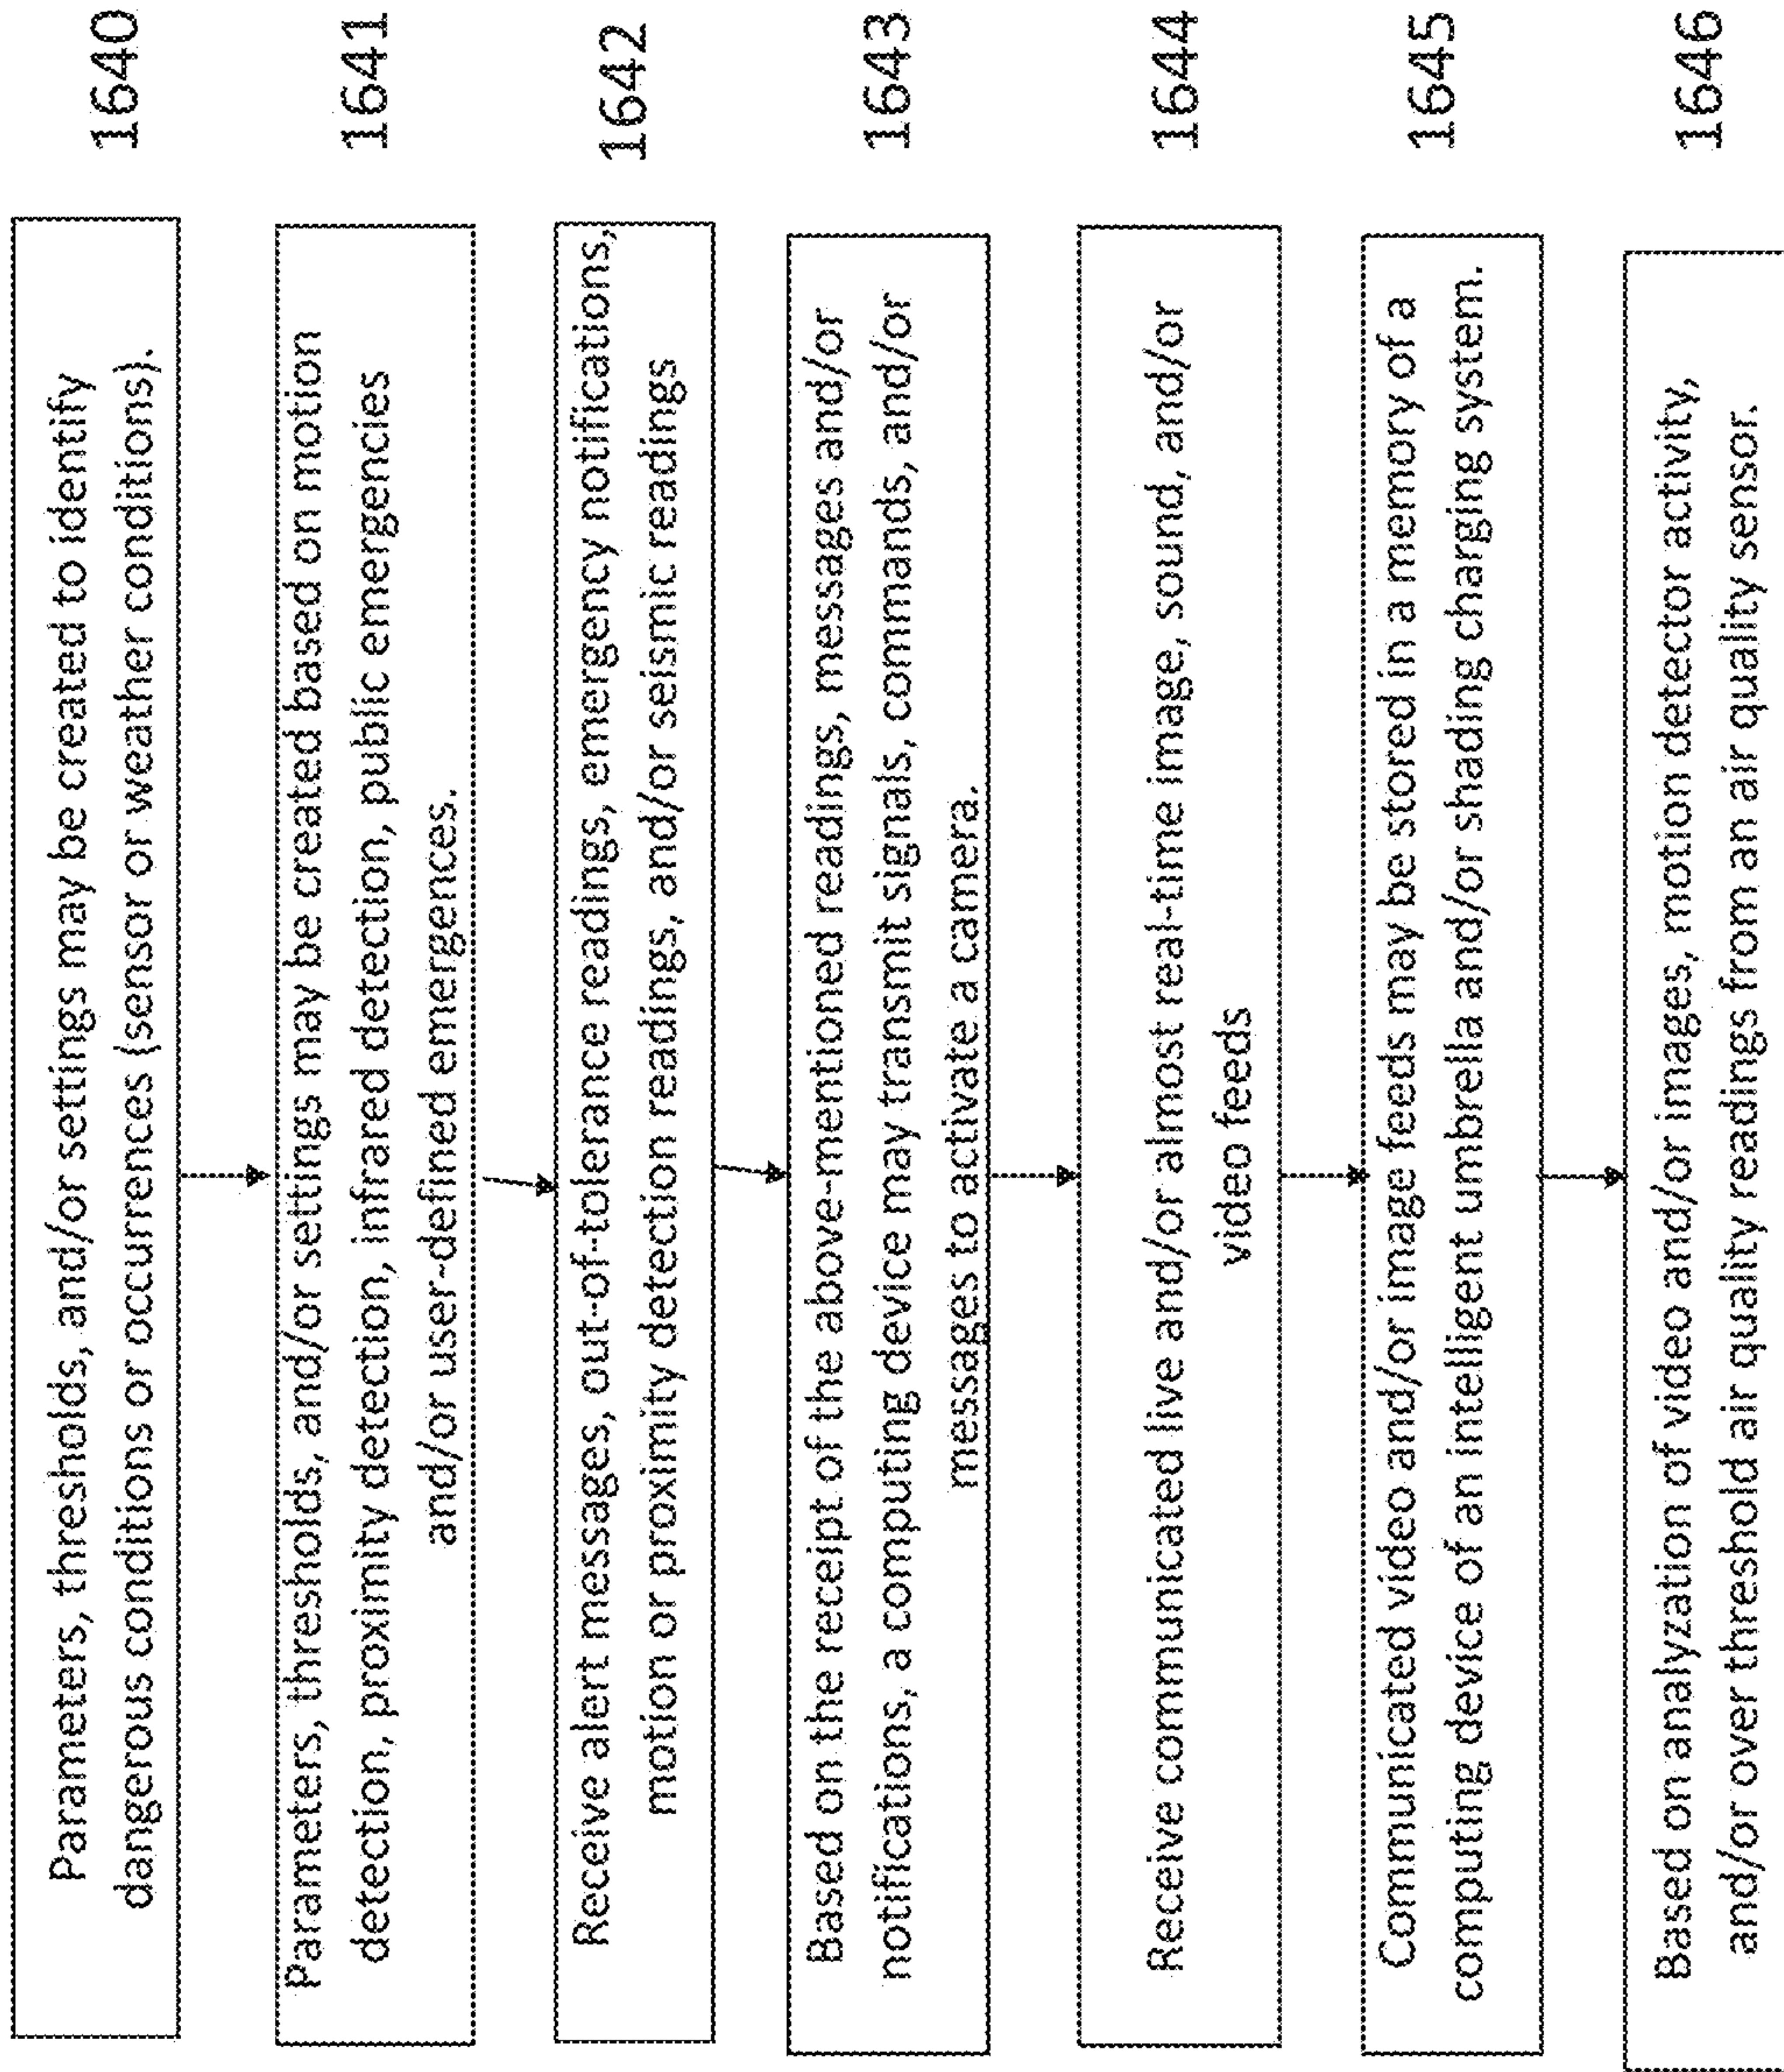 Parameters, thresholds, and/or settings may be created to identify
dangerous conditions or occurrences (sensor or weather conditions).
1640
Parameters, thresholds, and/or settings may be created based on motion
detection, proximity detection, infrared detection, public emergencies
and/or user-defined emergences.
1641
Receive alert messages, out-of-tolerance readings, emergency notifications,
motion or proximity detection readings, and/or seismic readings
1642
Based on the receipt of the above-mentioned readings, messages and/or
notifications, a computing device may transmit signals, commands, and/or
messages to activate a camera.
1643
Receive communicated live and/or almost real-time image, sound, and/or
video feeds
1644
Communicated video and/or image feeds may be stored in a memory of a
computing device of an intelligent umbrella and/or shading charging system.
1645
Based on analyzation of video and/or images, motion detector activity,
and/or over threshold air quality readings from an air quality sensor.
1646